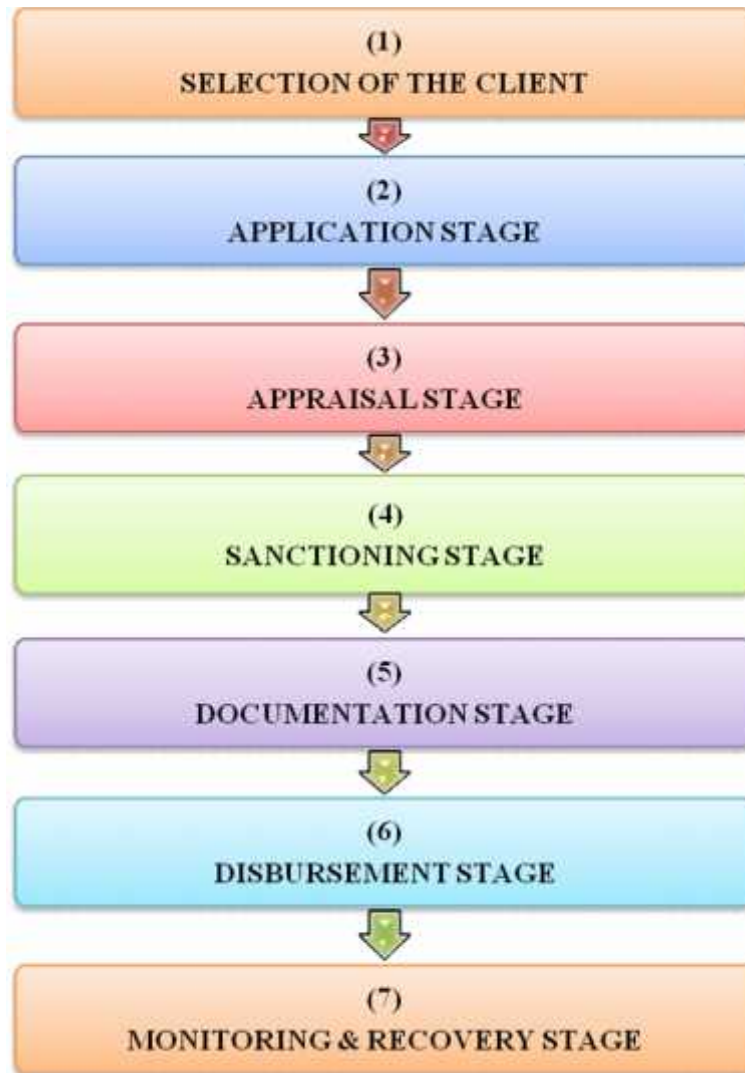 (1)
SELECTION OF THE CLIENT
(2)
APPLICATION STAGE
(3)
APPRAISAL STAGE
(4)
SANCTIONING STAGE
(5)
DOCUMENTATION STAGE
(6)
DISBURSEMENT STAGE
(7)
MONITORING & RECOVERY STAGE